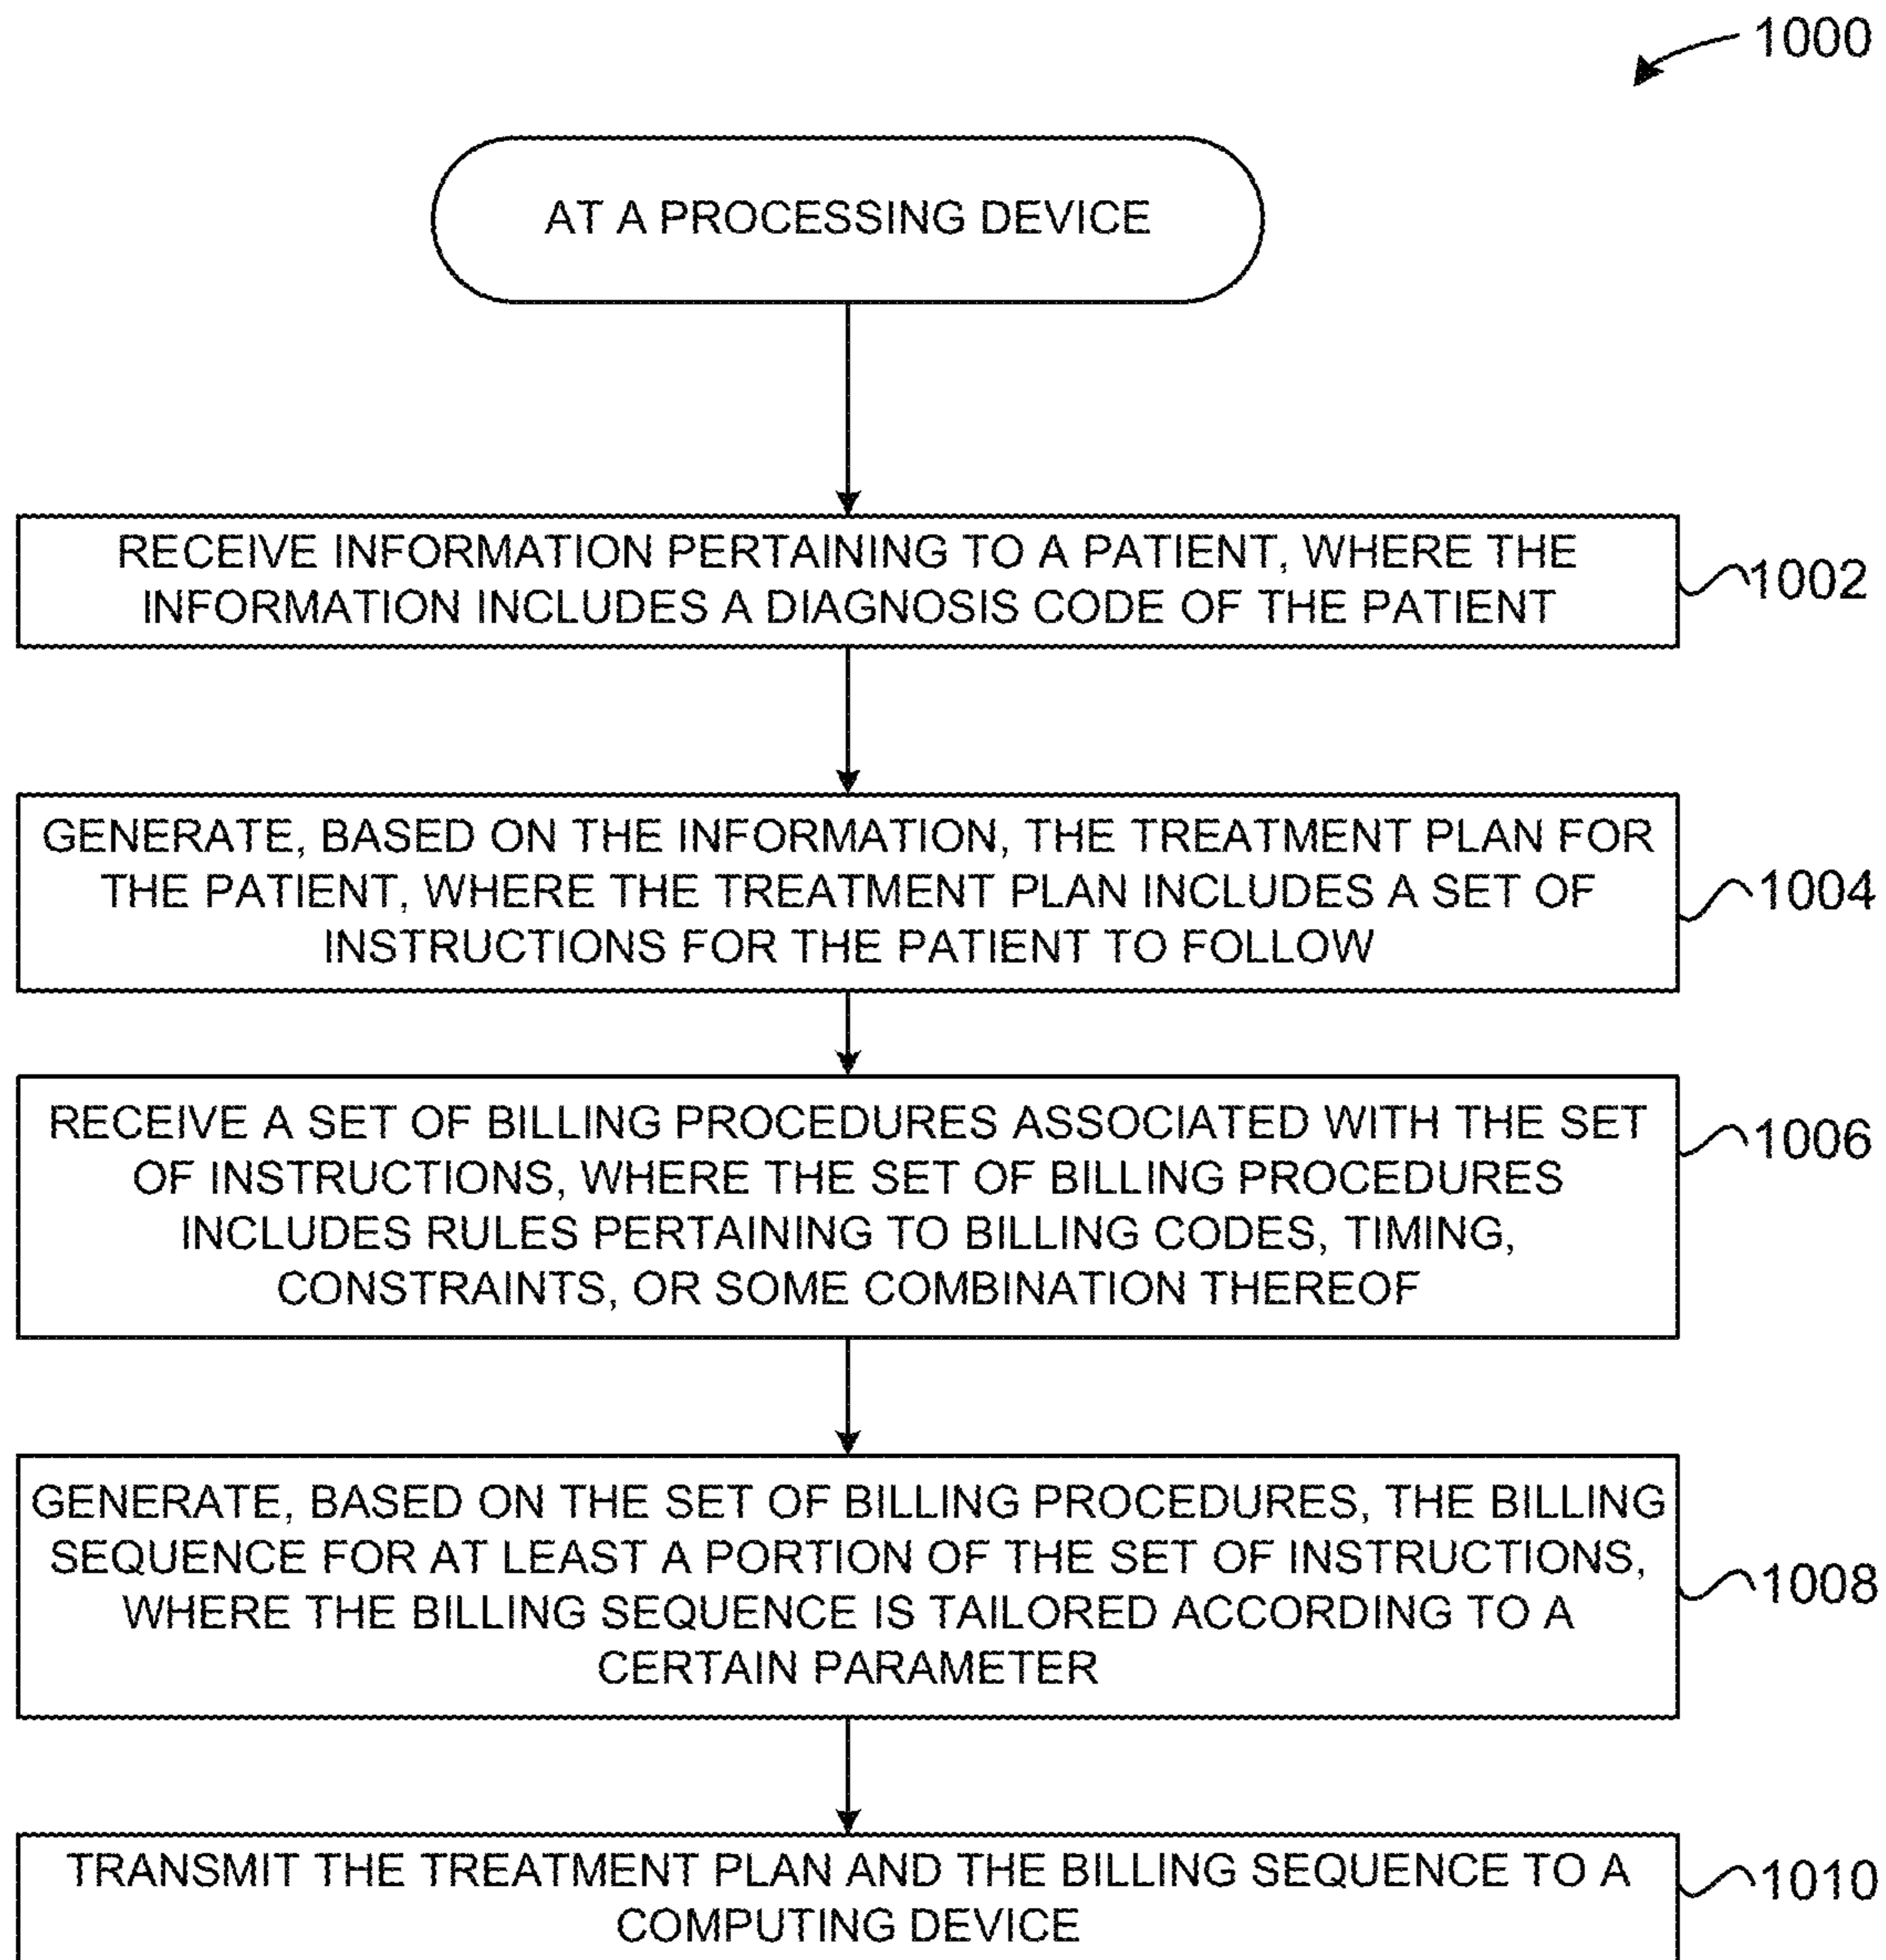 1000
AT A PROCESSING DEVICE
RECEIVE INFORMATION PERTAINING TO A PATIENT, WHERE THE
INFORMATION INCLUDES A DIAGNOSIS CODE OF THE PATIENT
1002
GENERATE, BASED ON THE INFORMATION, THE TREATMENT PLAN FOR
THE PATIENT, WHERE THE TREATMENT PLAN INCLUDES A SET OF
INSTRUCTIONS FOR THE PATIENT TO FOLLOW
1004
RECEIVE A SET OF BILLING PROCEDURES ASSOCIATED WITH THE SET
OF INSTRUCTIONS, WHERE THE SET OF BILLING PROCEDURES
INCLUDES RULES PERTAINING TO BILLING CODES, TIMING,
CONSTRAINTS, OR SOME COMBINATION THEREOF
1006
GENERATE, BASED ON THE SET OF BILLING PROCEDURES, THE BILLING
SEQUENCE FOR AT LEAST A PORTION OF THE SET OF INSTRUCTIONS,
WHERE THE BILLING SEQUENCE IS TAILORED ACCORDING TO A
CERTAIN PARAMETER
1008
TRANSMIT THE TREATMENT PLAN AND THE BILLING SEQUENCE TO A
COMPUTING DEVICE
1010